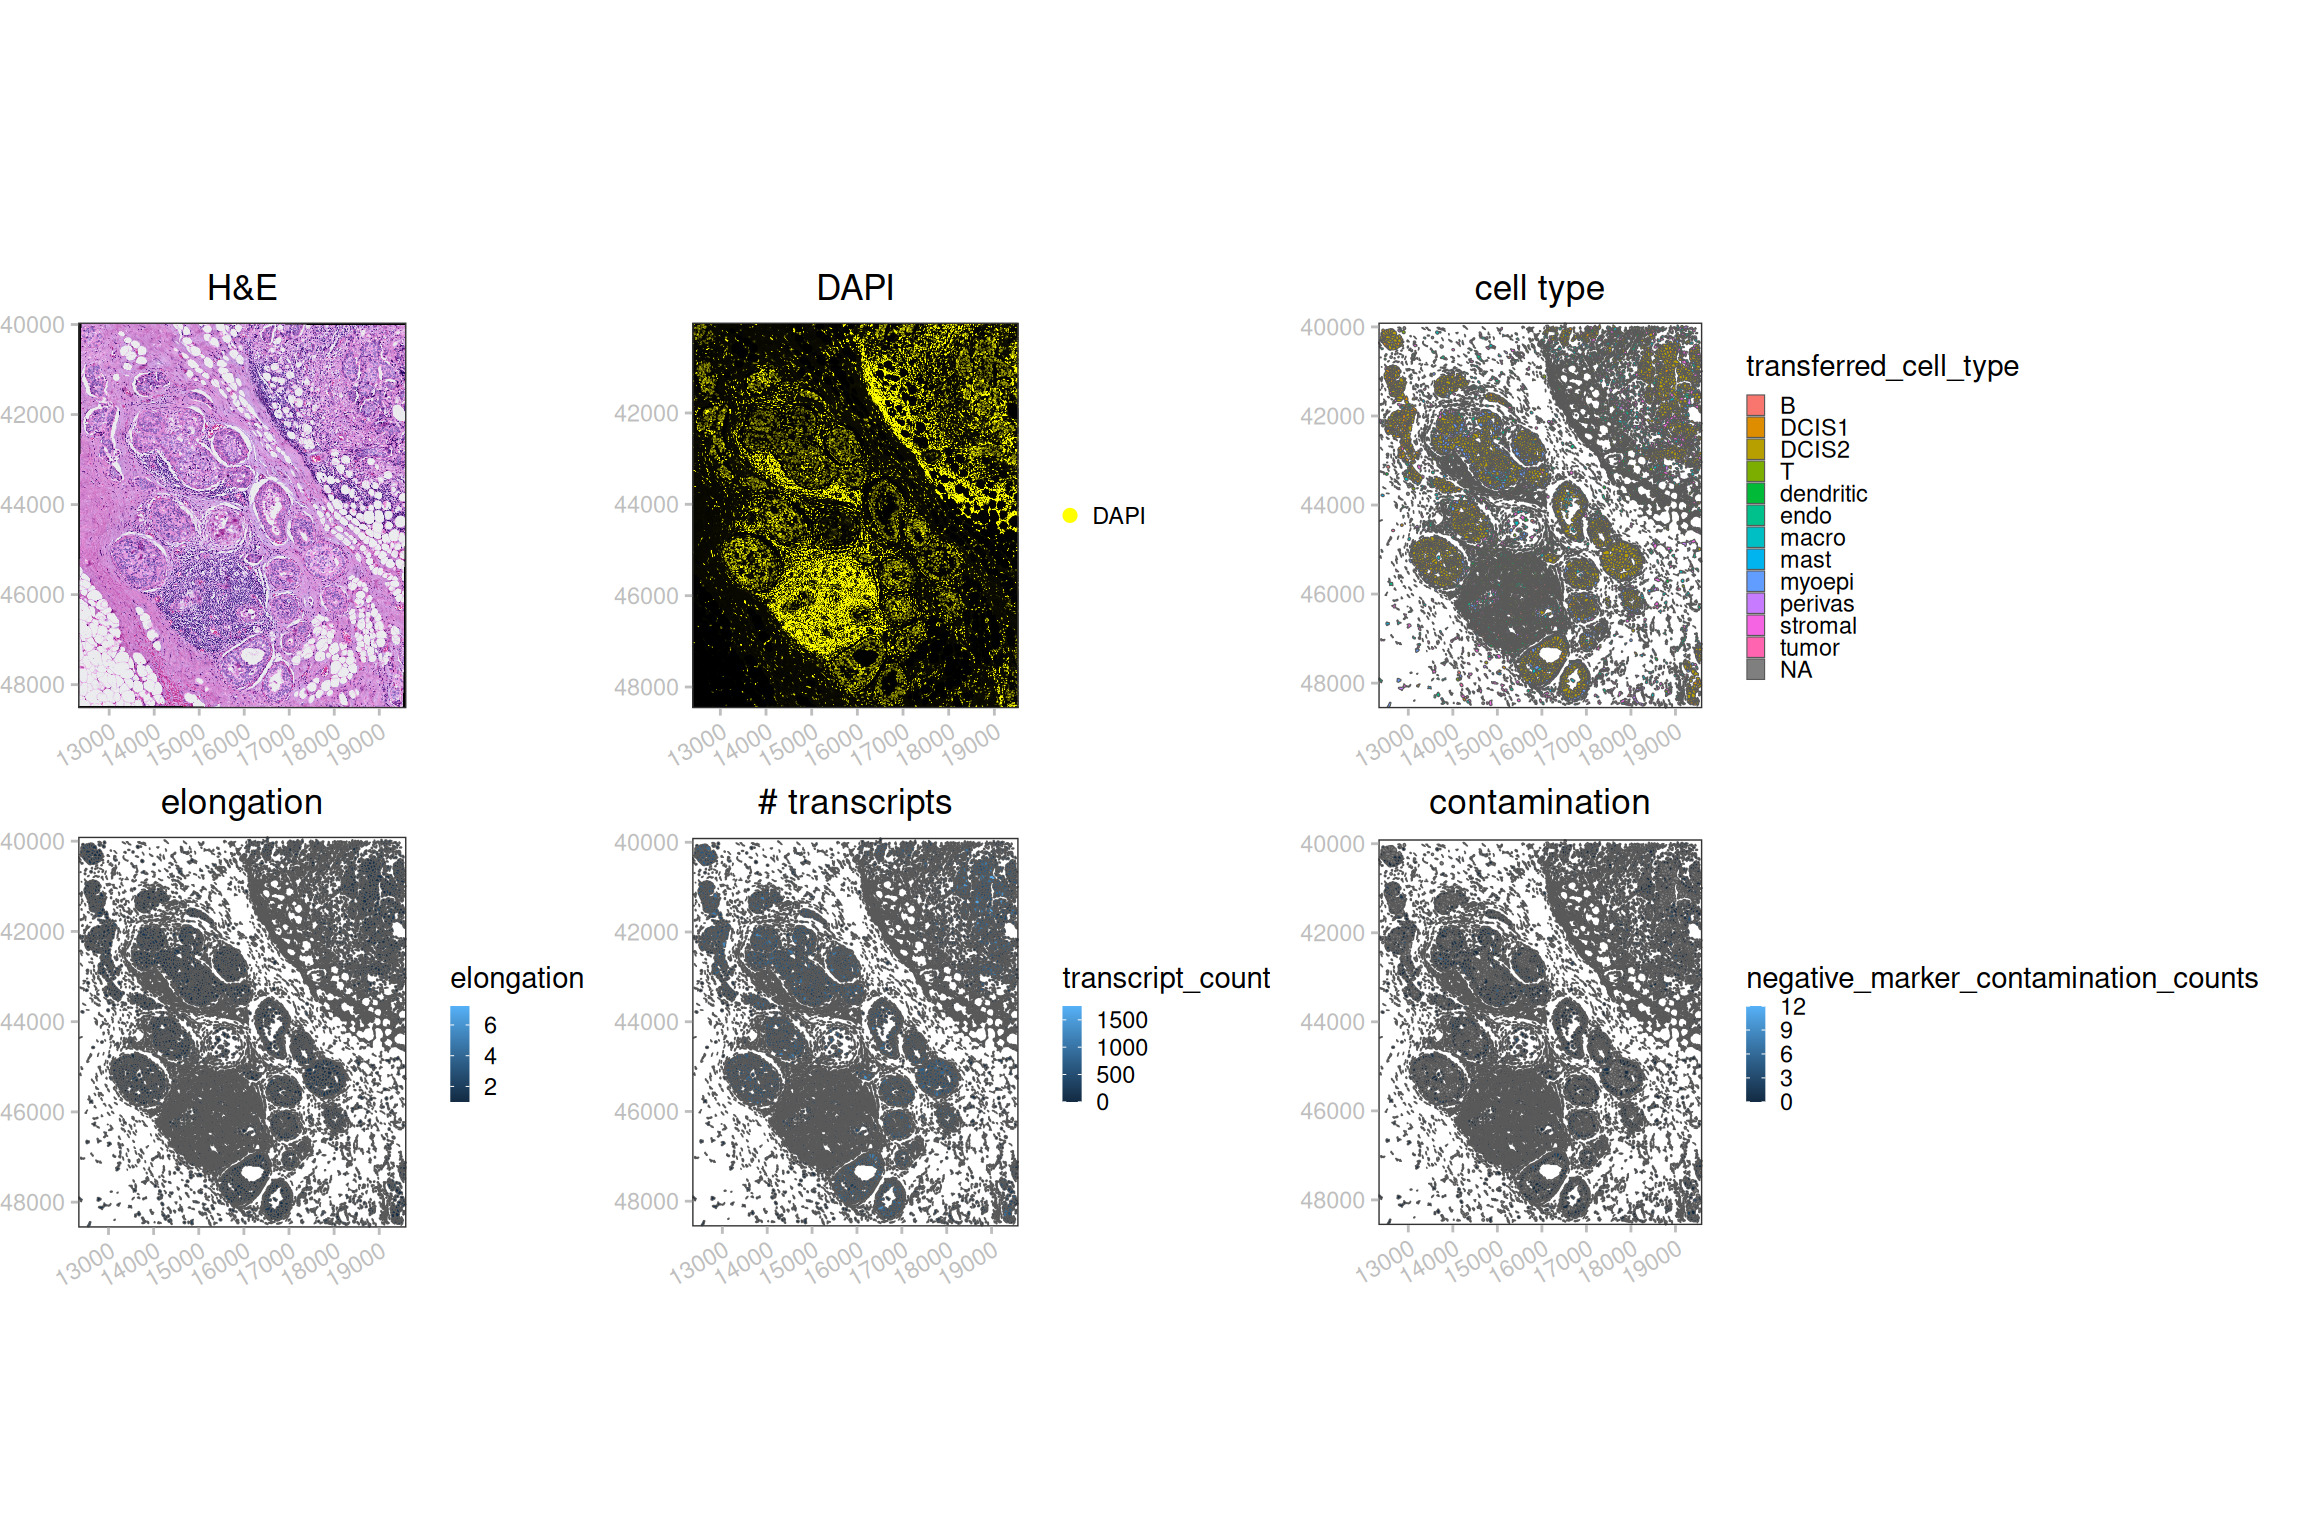 H&E
40000
42000
44000
46000
48000
13000 14000 15000 16000 17000 18000 19000
DAPI
42000
44000
46000
48000
13000 14000 15000 16000 17000 18000 19000
DAPI
cell type
40000
42000
44000
46000
48000
13000 14000 15000 16000 17000 18000 19000
transferred_cell_type
B
DCIS1
DCIS2
T
dendritic
endo
macro
mast
myoepi
perivas
stromal
tumor
NA
elongation
40000
42000
44000
46000
48000
13000 14000 15000 16000 17000 18000 19000
elongation
6
4
2
# transcripts
40000
42000
44000
46000
48000
13000 14000 15000 16000 17000 18000 19000
transcript_count
1500
1000
500
0
contamination
40000
42000
44000
46000
48000
13000 14000 15000 16000 17000 18000 19000
negative_marker_contamination_counts
12
9
6
3
0